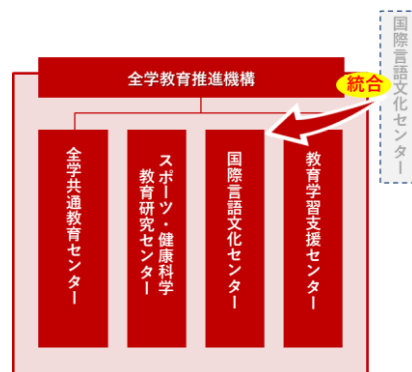 全学教育推進機構
統合
国際言語文化センター
全学共通教育センター
スポーツ・健康科学
教育研究センター
国際言語文化センター
教育学習支援センター